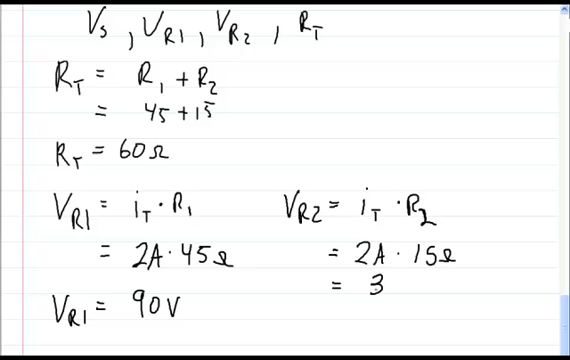 Vs, VR1, VR2, RT
RT = R1 + R2
= 45 + 15
RT = 60Ω
VR1 = iT · R1
= 2A · 45Ω
VR1 = 90V
VR2 = iT · R2
= 2A · 15Ω
= 3